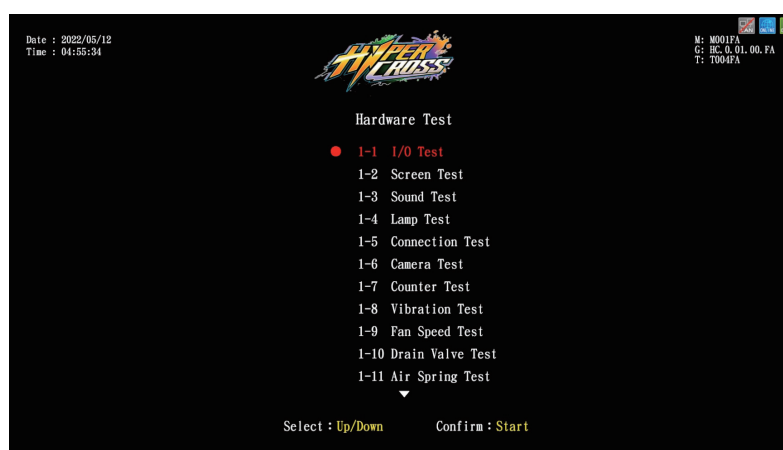 Date : 2022/05/12
Time : 04:55:34
HYPER
CROSS
LAN
ONLINE
M: M001FA
G: HC.0.01.00.FA
T: T004FA
Hardware Test
1-1 I/O Test
1-2 Screen Test
1-3 Sound Test
1-4 Lamp Test
1-5 Connection Test
1-6 Camera Test
1-7 Counter Test
1-8 Vibration Test
1-9 Fan Speed Test
1-10 Drain Valve Test
1-11 Air Spring Test
Select：Up/Down Confirm：Start